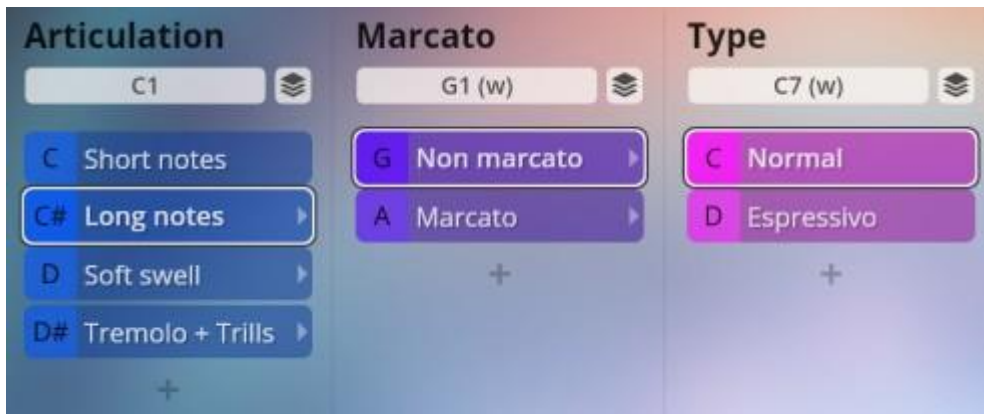 Articulation
C1
C Short notes
C# Long notes
D Soft swell
D# Tremolo + Trills
+
Marcato
G1 (w)
G Non marcato
A Marcato
+
Type
C7 (w)
C Normal
D Espressivo
+